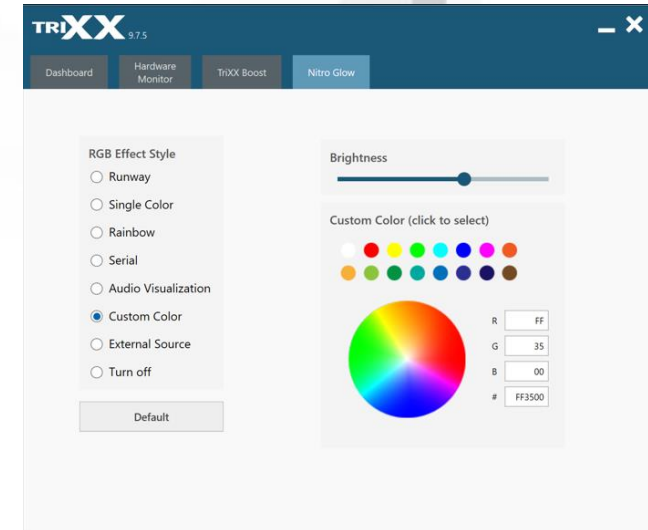 TRIXX 9.7.5
Dashboard
Hardware
Monitor
TriXX Boost
Nitro Glow
RGB Effect Style
Runway
Single Color
Rainbow
Serial
Audio Visualization
Custom Color
External Source
Turn off
Default
Brightness
Custom Color (click to select)
R FF
G 35
B 00
# FF3500